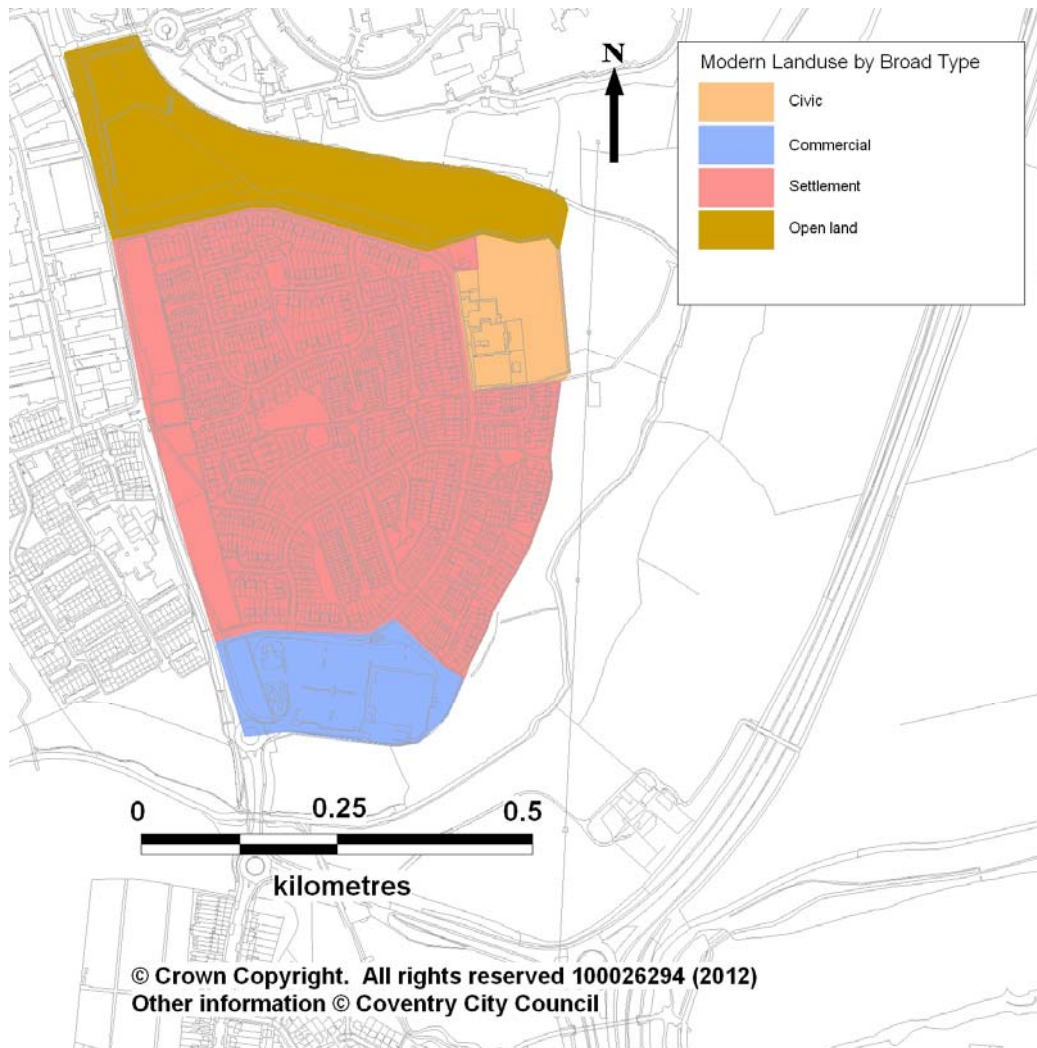 N
Modern Landuse by Broad Type
Civic
Commercial
Settlement
Open land
0 0.25 0.5
kilometres
© Crown Copyright. All rights reserved 100026294 (2012)
Other information © Coventry City Council